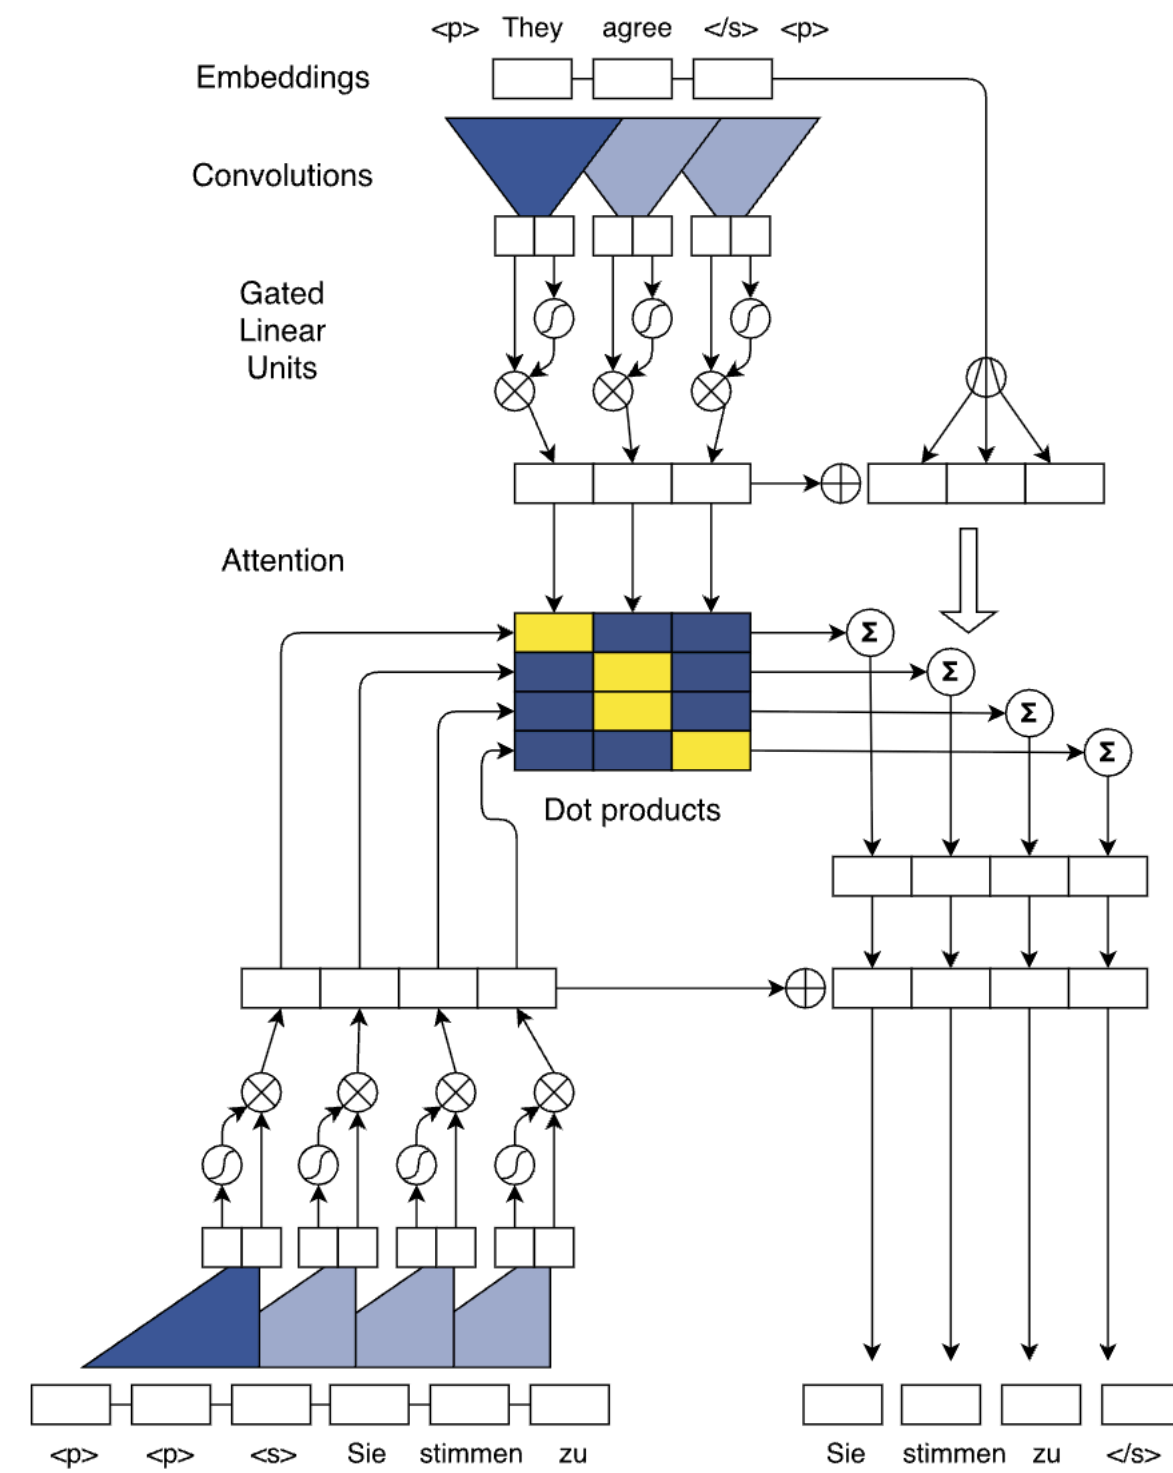 <p> They agree </s> <p>
Embeddings
Convolutions
Gated
Linear
Units
Attention
Σ
Σ
Σ
Σ
Dot products
<p> <p> <s> Sie stimmen zu
Sie stimmen zu </s>